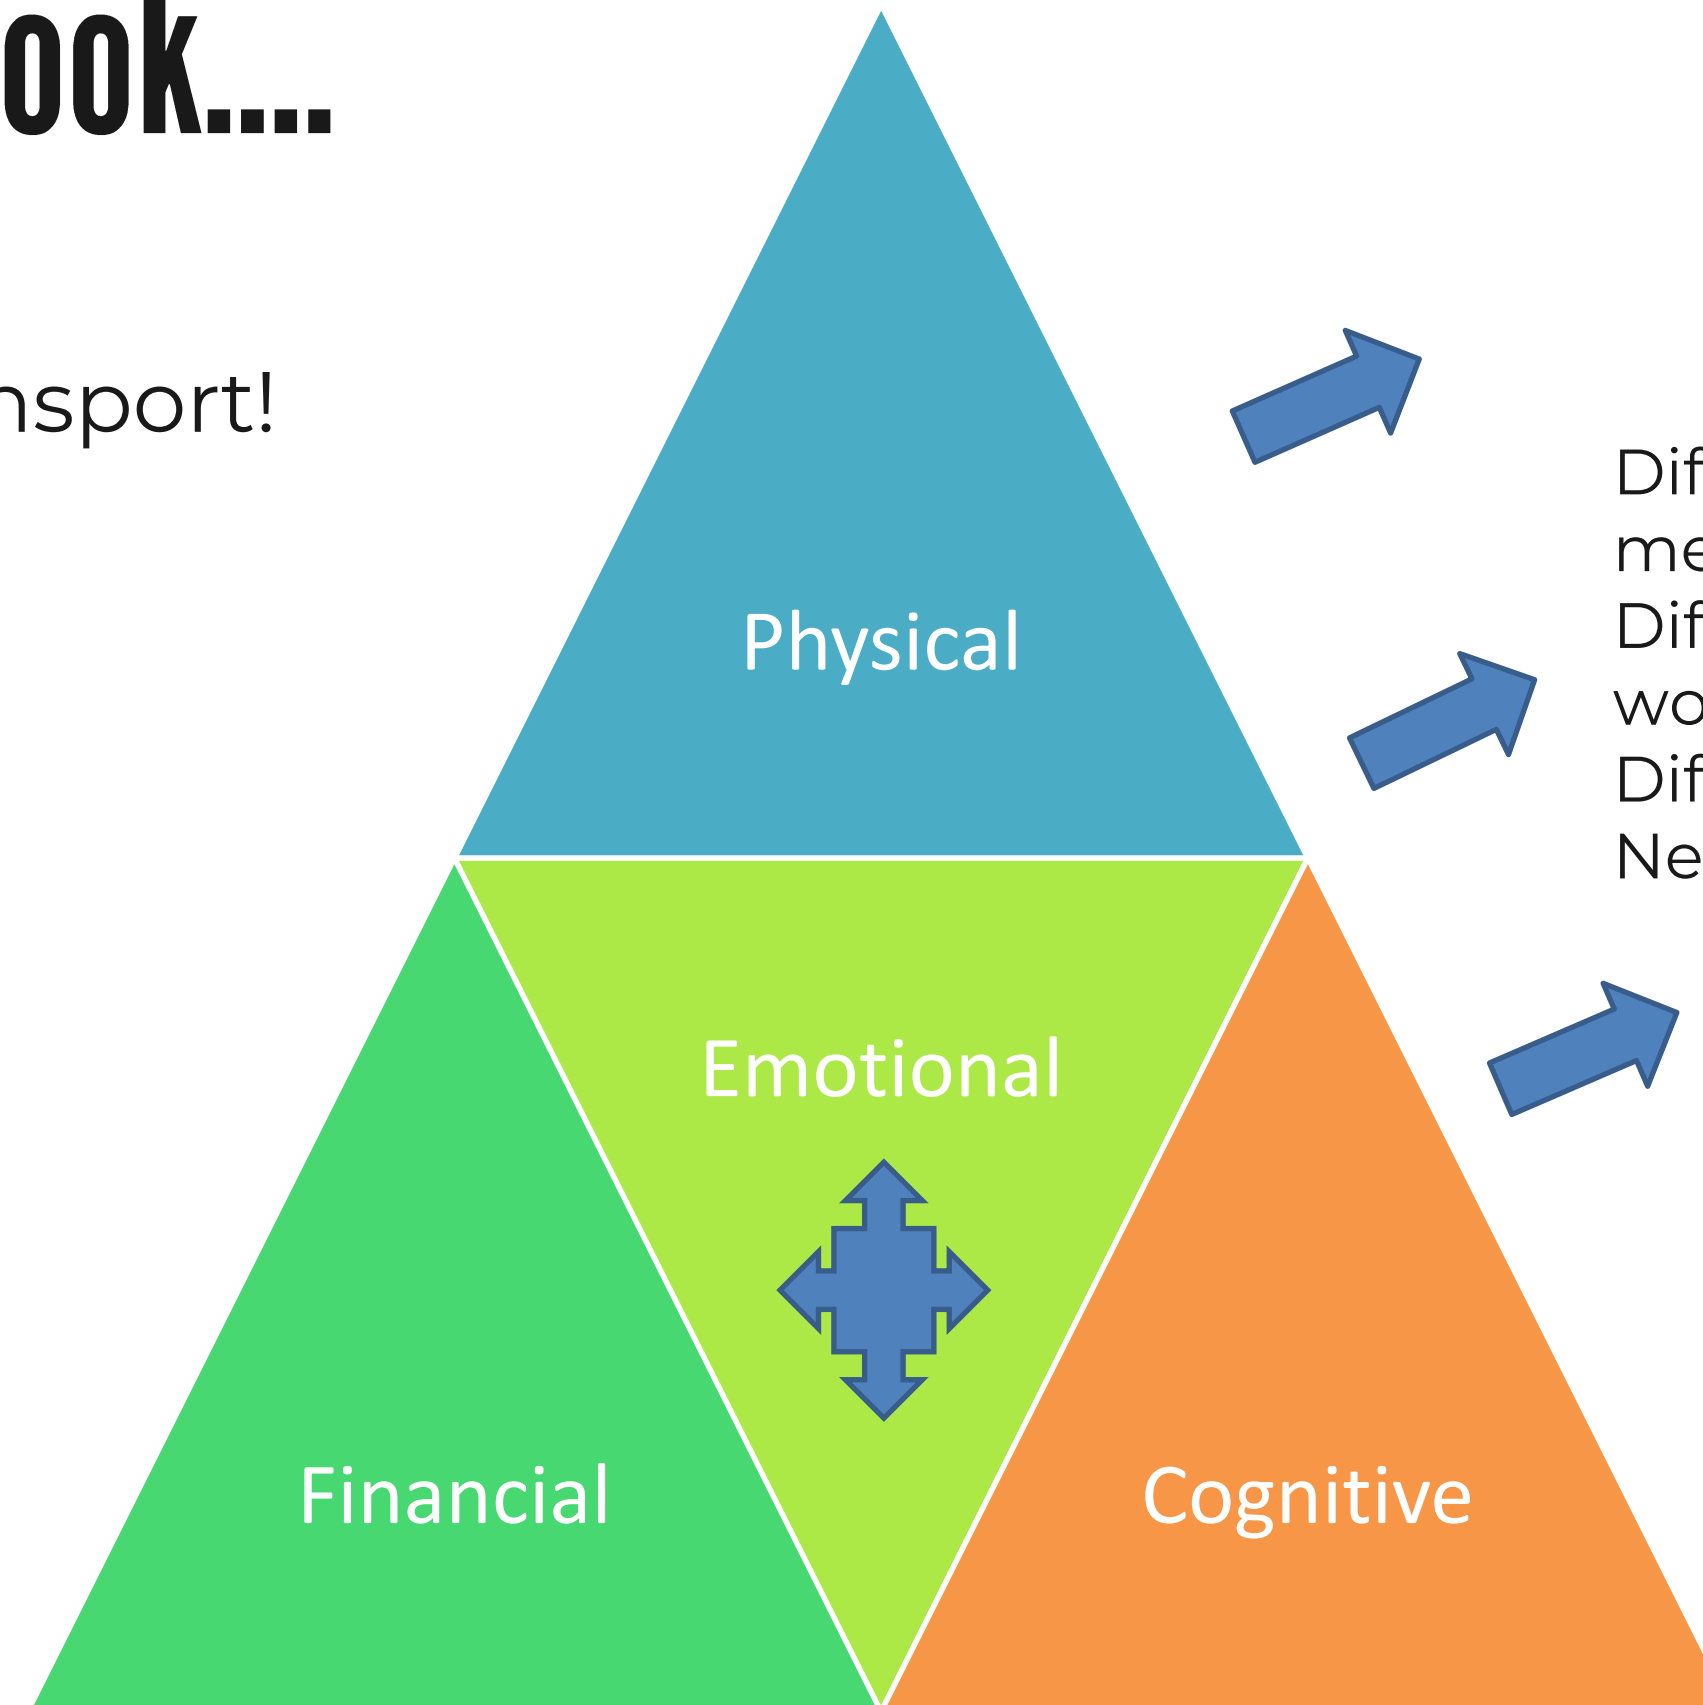 ook....
nsport!
Physical
Dif
me
Dif
wo
Dif
Ne
Emotional
Financial
Cognitive